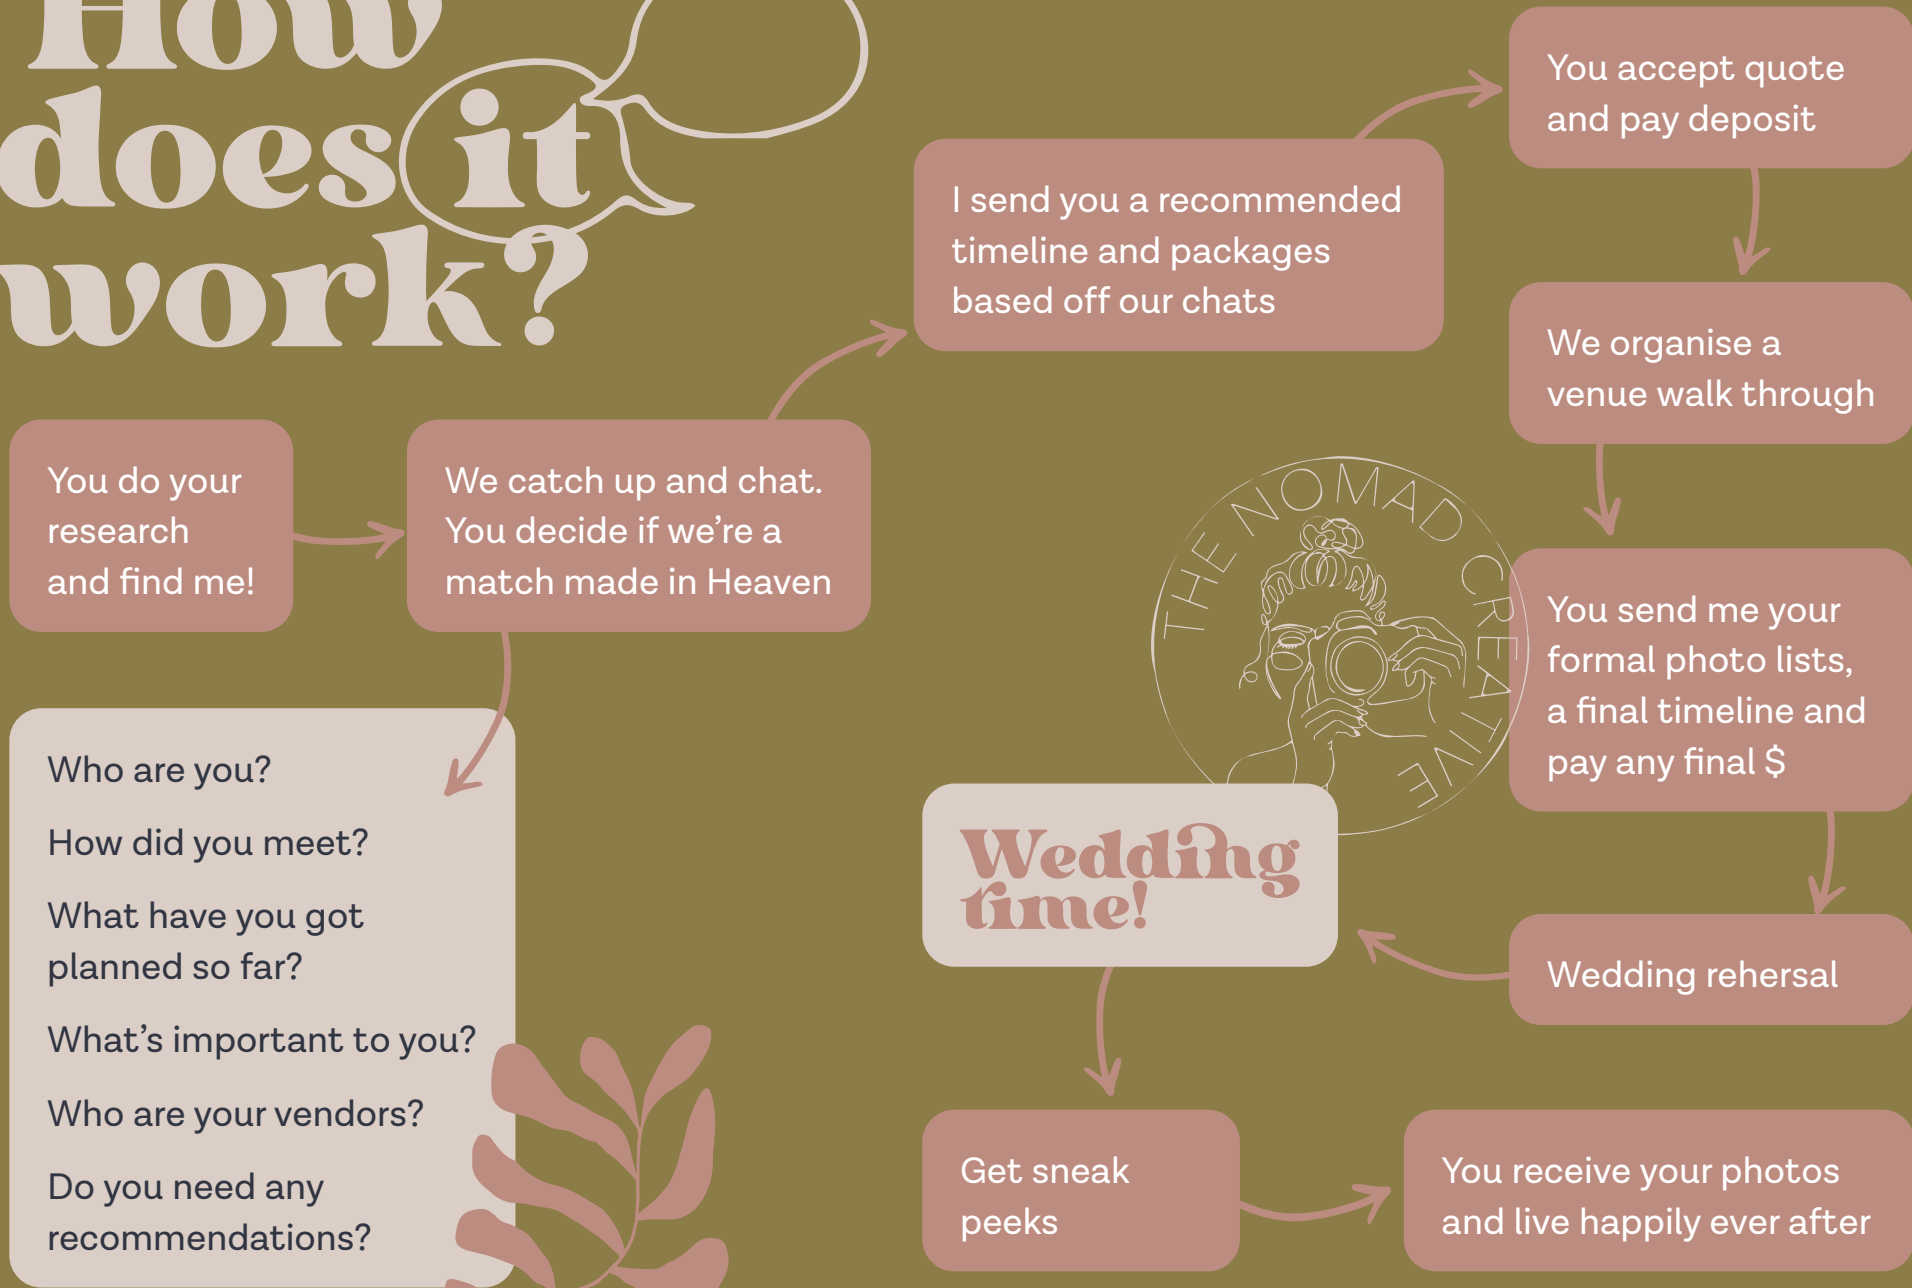 How
does it
work?
You do your
research
and find me!
We catch up and chat.
You decide if we’re a
match made in Heaven
Who are you?
How did you meet?
What have you got
planned so far?
What’s important to you?
Who are your vendors?
Do you need any
recommendations?
I send you a recommended
timeline and packages
based off our chats
You accept quote
and pay deposit
We organise a
venue walk through
You send me your
formal photo lists,
a final timeline and
pay any final $
Wedding rehersal
THE NOMAD CREATIVE
Wedding
time!
Get sneak
peeks
You receive your photos
and live happily ever after